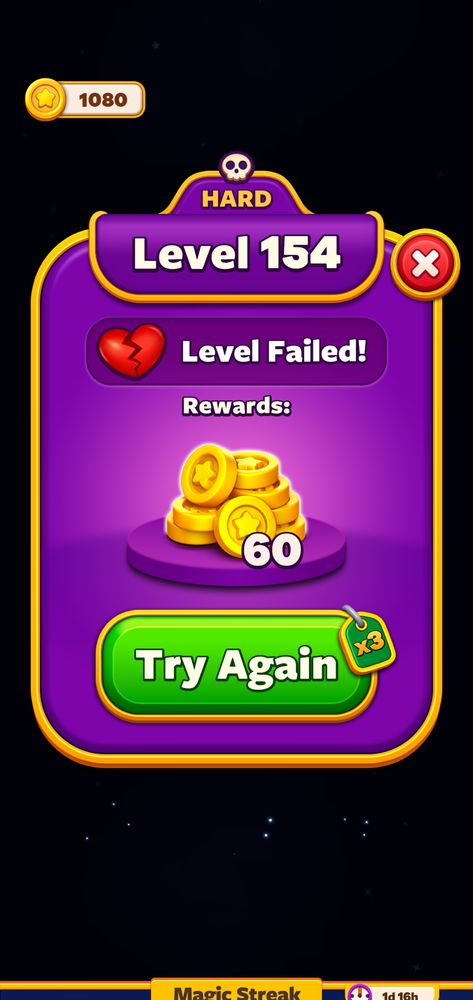 1080
HARD
Level 154
Level Failed!
Rewards:
60
x3
Try Again
Magic Streak
1d 16h